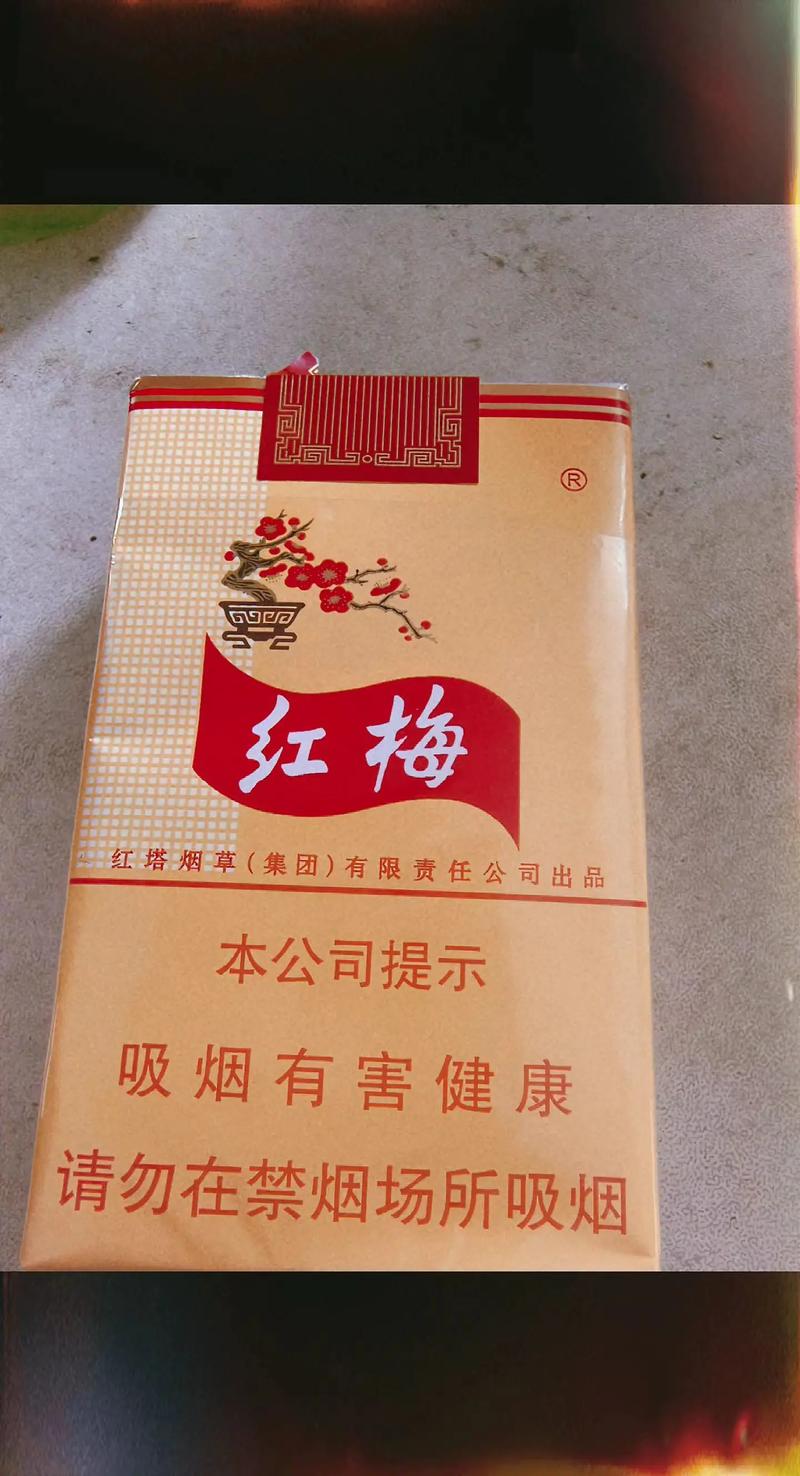 ®
红梅
红塔烟草(集团)有限责任公司出品
本公司提示
吸烟有害健康
请勿在禁烟场所吸烟